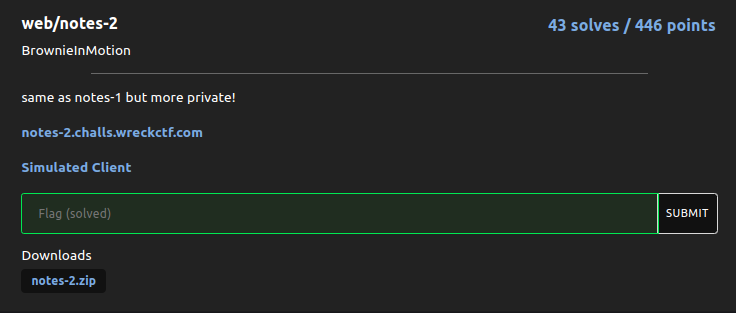 web/notes-2
43 solves / 446 points
BrownieInMotion
same as notes-1 but more private!
notes-2.challs.wreckctf.com
Simulated Client
Flag (solved)
SUBMIT
Downloads
notes-2.zip